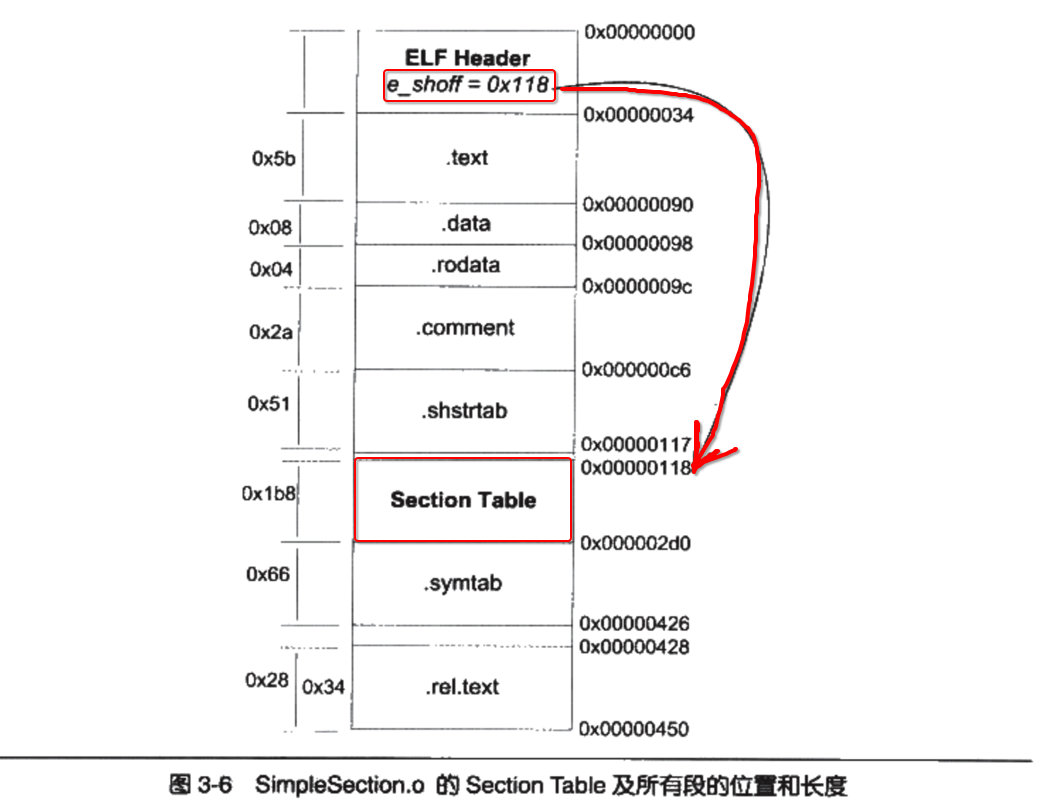 0x00000000
ELF Header
e_shoff = 0x118
0x00000034
0x5b
.text
0x00000090
0x08
.data
0x00000098
0x04
.rodata
0x0000009c
0x2a
.comment
0x000000c6
0x51
.shstrtab
0x00000117
0x00000118
0x1b8
Section Table
0x000002d0
0x66
.symtab
0x00000426
0x00000428
0x28
0x34
.rel.text
0x00000450
图 3-6 SimpleSection.o 的 Section Table 及所有段的位置和长度